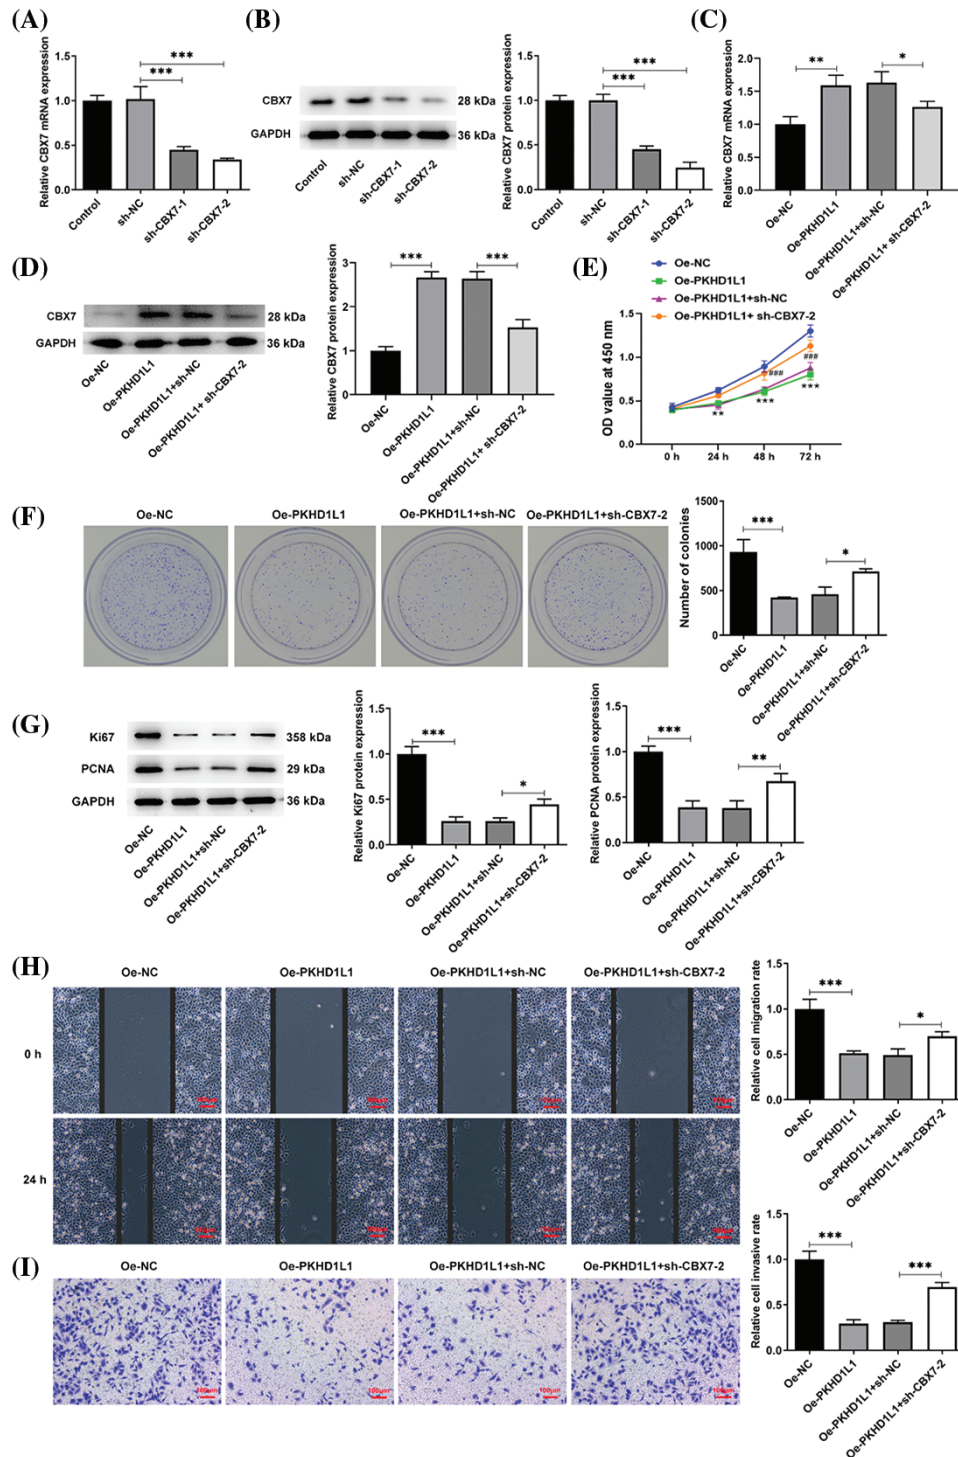 (A)
Relative CBX7 mRNA expression
1.5
1.0
0.5
0.0
***
***
Control
sh-NC
sh-CBX7-1
sh-CBX7-2
(B)
CBX7
28 kDa
GAPDH
36 kDa
Control
sh-NC
sh-CBX7-1
sh-CBX7-2
Relative CBX7 protein expression
1.5
1.0
0.5
0.0
***
***
Control
sh-NC
sh-CBX7-1
sh-CBX7-2
(C)
Relative CBX7 mRNA expression
2.0
1.5
1.0
0.5
0.0
**
*
Oe-NC
Oe-PKHD1L1
Oe-PKHD1L1+sh-NC
Oe-PKHD1L1+ sh-CBX7-2
(D)
CBX7
28 kDa
GAPDH
36 kDa
Oe-NC
Oe-PKHD1L1
Oe-PKHD1L1+sh-NC
Oe-PKHD1L1+ sh-CBX7-2
Relative CBX7 protein expression
3
2
1
0
***
***
Oe-NC
Oe-PKHD1L1
Oe-PKHD1L1+sh-NC
Oe-PKHD1L1+ sh-CBX7-2
(E)
Oe-NC
Oe-PKHD1L1
Oe-PKHD1L1+sh-NC
Oe-PKHD1L1+ sh-CBX7-2
OD value at 450 nm
1.5
1.0
0.5
0.0
**
###
***
###
***
0 h
24 h
48 h
72 h
(F)
Oe-NC
Oe-PKHD1L1
Oe-PKHD1L1+sh-NC
Oe-PKHD1L1+sh-CBX7-2
Number of colonies
1500
1000
500
0
***
*
Oe-NC
Oe-PKHD1L1
Oe-PKHD1L1+sh-NC
Oe-PKHD1L1+sh-CBX7-2
(G)
Ki67
358 kDa
PCNA
29 kDa
GAPDH
36 kDa
Oe-NC
Oe-PKHD1L1
Oe-PKHD1L1+sh-NC
Oe-PKHD1L1+sh-CBX7-2
Relative Ki67 protein expression
1.5
1.0
0.5
0.0
***
*
Oe-NC
Oe-PKHD1L1
Oe-PKHD1L1+sh-NC
Oe-PKHD1L1+sh-CBX7-2
Relative PCNA protein expression
1.5
1.0
0.5
0.0
***
**
Oe-NC
Oe-PKHD1L1
Oe-PKHD1L1+sh-NC
Oe-PKHD1L1+sh-CBX7-2
(H)
Oe-NC
Oe-PKHD1L1
Oe-PKHD1L1+sh-NC
Oe-PKHD1L1+sh-CBX7-2
0 h
24 h
Relative cell migration rate
1.5
1.0
0.5
0.0
***
*
Oe-NC
Oe-PKHD1L1
Oe-PKHD1L1+sh-NC
Oe-PKHD1L1+sh-CBX7-2
(I)
Oe-NC
Oe-PKHD1L1
Oe-PKHD1L1+sh-NC
Oe-PKHD1L1+sh-CBX7-2
100μm
100μm
100μm
100μm
Relative cell invasive rate
1.5
1.0
0.5
0.0
***
***
Oe-NC
Oe-PKHD1L1
Oe-PKHD1L1+sh-NC
Oe-PKHD1L1+sh-CBX7-2